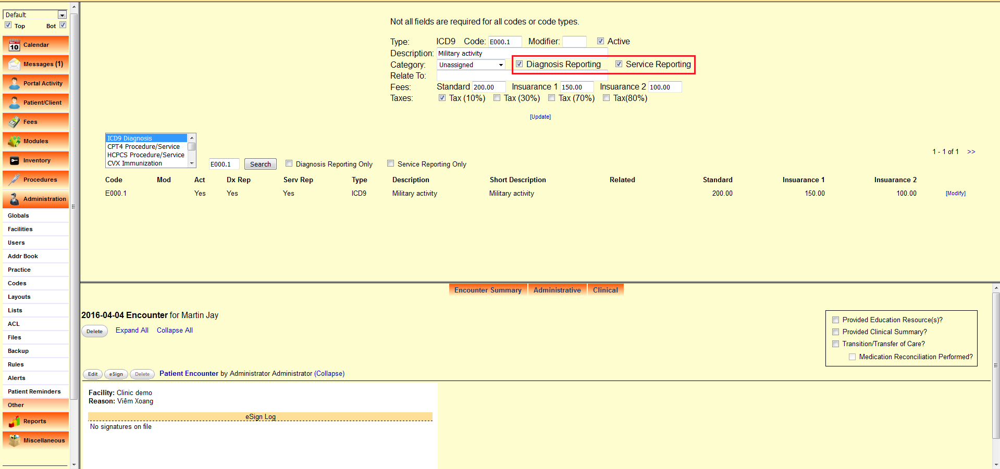 Default
Top Bot
Calendar
Messages (1)
Portal Activity
Patient/Client
Fees
Modules
Inventory
Procedures
Administration
Globals
Facilities
Users
Addr Book
Practice
Codes
Layouts
Lists
ACL
Files
Backup
Rules
Alerts
Patient Reminders
Other
Reports
Miscellaneous
Not all fields are required for all codes or code types.
Type: ICD9 Code: E000.1 Modifier: Active
Description: Military activity
Category: Unassigned Diagnosis Reporting Service Reporting
Relate To:
Fees: Standard 200.00 Insuarance 1 150.00 Insuarance 2 100.00
Taxes: Tax (10%) Tax (30%) Tax (70%) Tax(80%)
[Update]
ICD9 Diagnosis
CPT4 Procedure/Service
HCPCS Procedure/Service
CVX Immunization
1 - 1 of 1 >>
E000.1 Search Diagnosis Reporting Only Service Reporting Only
Code Mod Act Dx Rep Serv Rep Type Description Short Description Related Standard Insuarance 1 Insuarance 2
E000.1 Yes Yes Yes ICD9 Military activity Military activity 200.00 150.00 100.00 [Modify]
Encounter Summary Administrative Clinical
2016-04-04 Encounter for Martin Jay
Delete Expand All Collapse All
Provided Education Resource(s)?
Provided Clinical Summary?
Transition/Transfer of Care?
Medication Reconciliation Performed?
Edit eSign Delete Patient Encounter by Administrator Administrator (Collapse)
Facility: Clinic demo
Reason: Viêm Xoang
eSign Log
No signatures on file